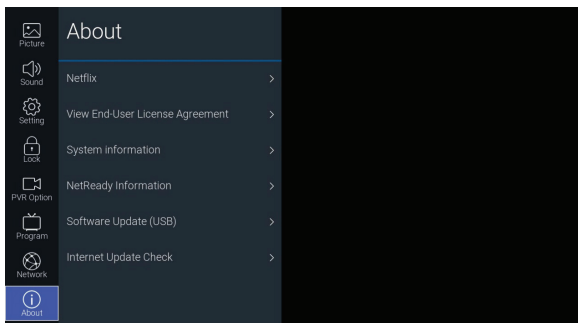 Picture
Sound
Setting
Lock
PVR Option
Program
Network
About
About
Netflix
View End-User License Agreement
System information
NetReady Information
Software Update (USB)
Internet Update Check